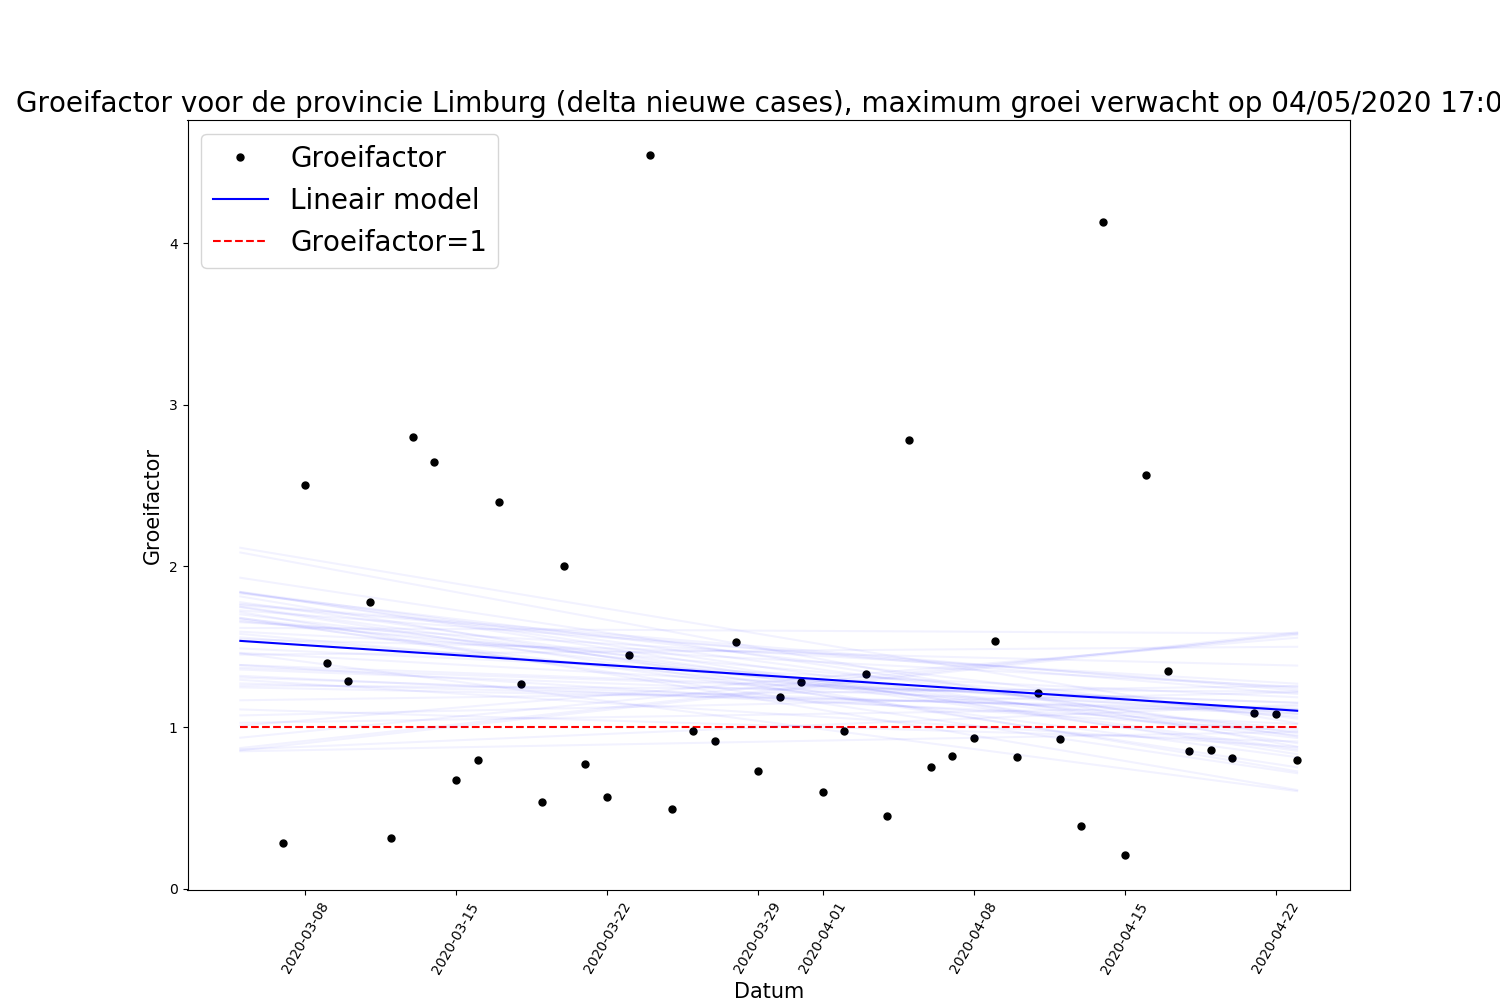 Groeifactor voor de provincie Limburg (delta nieuwe cases), maximum groei verwacht op 04/05/2020 17:0
Groeifactor
Lineair model
Groeifactor=1
Groeifactor
4
3
2
1
0
2020-03-08
2020-03-15
2020-03-22
2020-03-29
2020-04-01
2020-04-08
2020-04-15
2020-04-22
Datum